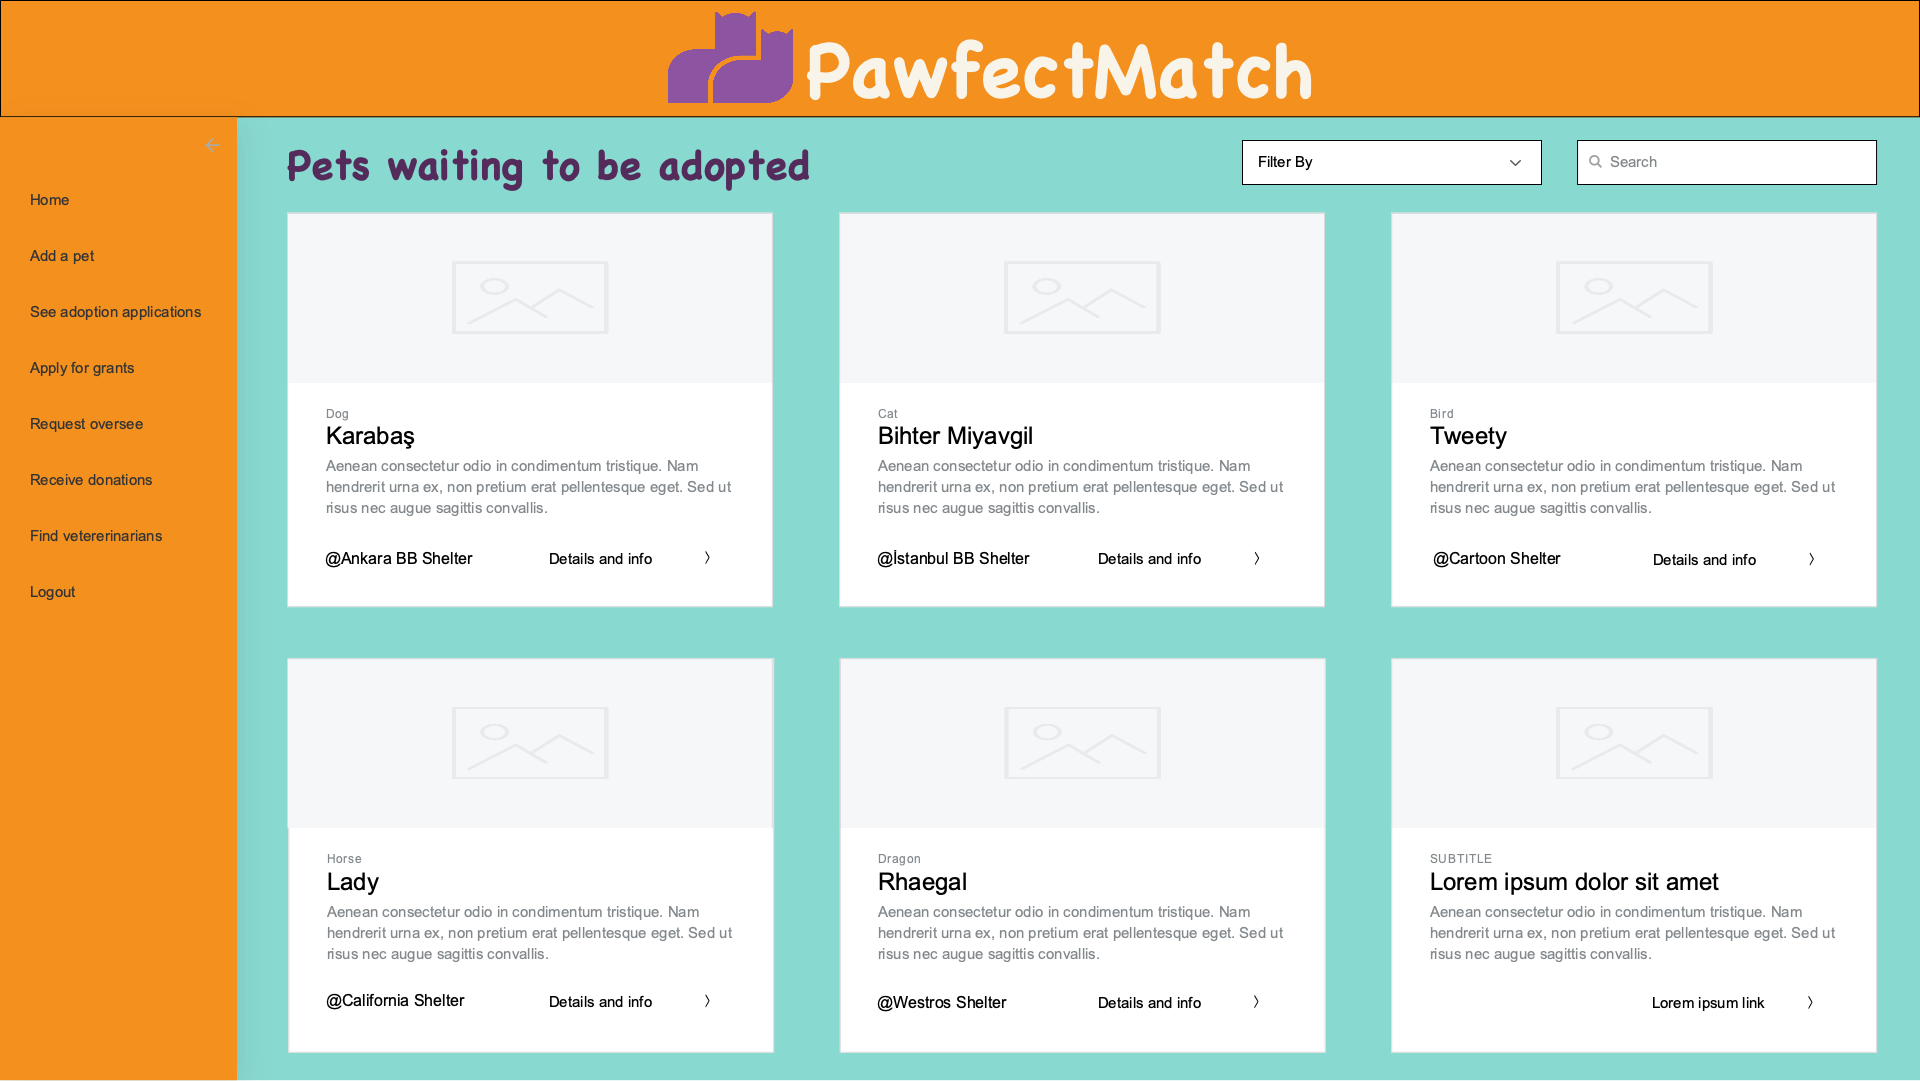 PawfectMatch
Home
Add a pet
See adoption applications
Apply for grants
Request oversee
Receive donations
Find vetererinarians
Logout
Pets waiting to be adopted
Filter By
Search
Dog
Karabaş
Aenean consectetur odio in condimentum tristique. Nam
hendrerit urna ex, non pretium erat pellentesque eget. Sed ut
risus nec augue sagittis convallis.
@Ankara BB Shelter
Details and info
Cat
Bihter Miyavgil
Aenean consectetur odio in condimentum tristique. Nam
hendrerit urna ex, non pretium erat pellentesque eget. Sed ut
risus nec augue sagittis convallis.
@İstanbul BB Shelter
Details and info
Bird
Tweety
Aenean consectetur odio in condimentum tristique. Nam
hendrerit urna ex, non pretium erat pellentesque eget. Sed ut
risus nec augue sagittis convallis.
@Cartoon Shelter
Details and info
Horse
Lady
Aenean consectetur odio in condimentum tristique. Nam
hendrerit urna ex, non pretium erat pellentesque eget. Sed ut
risus nec augue sagittis convallis.
@California Shelter
Details and info
Dragon
Rhaegal
Aenean consectetur odio in condimentum tristique. Nam
hendrerit urna ex, non pretium erat pellentesque eget. Sed ut
risus nec augue sagittis convallis.
@Westros Shelter
Details and info
SUBTITLE
Lorem ipsum dolor sit amet
Aenean consectetur odio in condimentum tristique. Nam
hendrerit urna ex, non pretium erat pellentesque eget. Sed ut
risus nec augue sagittis convallis.
Lorem ipsum link